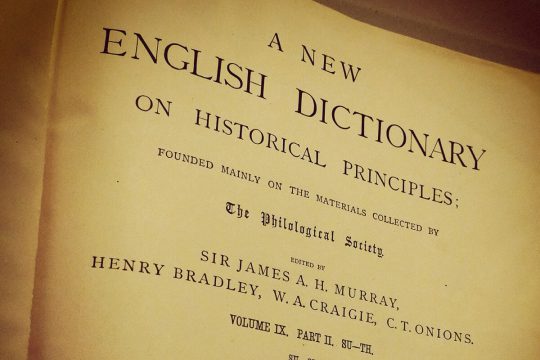 A NEW
ENGLISH DICTIONARY
ON HISTORICAL PRINCIPLES;
FOUNDED MAINLY ON THE MATERIALS COLLECTED BY
The Philological Society.
EDITED BY
SIR JAMES A. H. MURRAY,
HENRY BRADLEY, W. A. CRAIGIE, C. T. ONIONS.
VOLUME IX. PART II. SU—TH.